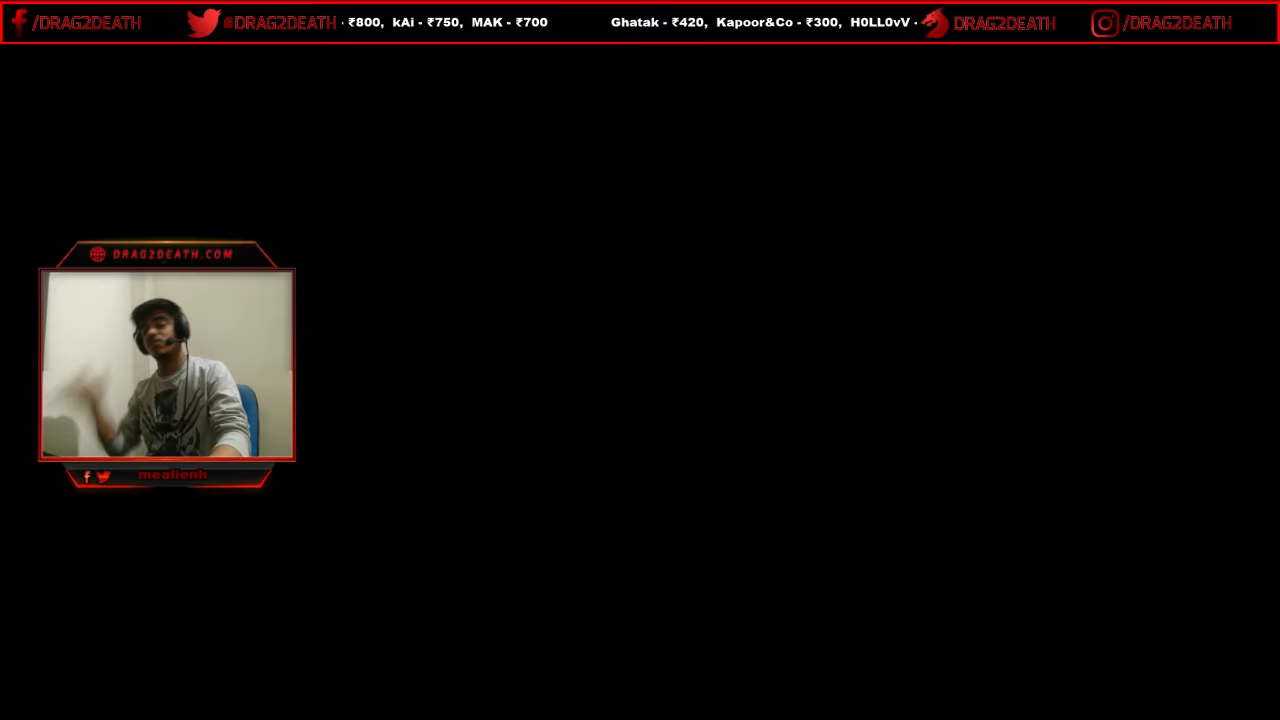 /DRAG2DEATH @DRAG2DEATH - ₹800, kAi - ₹750, MAK - ₹700 Ghatak - ₹420, Kapoor&Co - ₹300, H0LL0vV - DRAG2DEATH /DRAG2DEATH
DRAG2DEATH.COM
mealienh